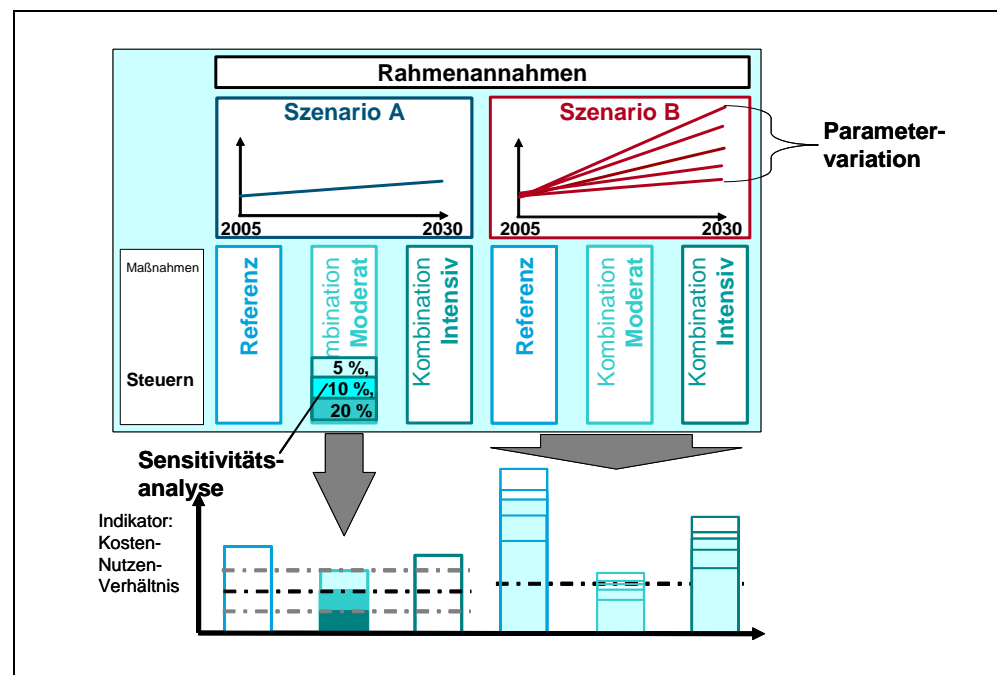 Rahmenannahmen
Szenario A
2005
2030
Szenario B
2005
2030
Parameter-
variation
Maßnahmen
Steuern
Referenz
Kombination
Moderat
5 %,
10 %,
20 %
Kombination
Intensiv
Referenz
Kombination
Moderat
Kombination
Intensiv
Sensitivitäts-
analyse
Indikator:
Kosten-
Nutzen-
Verhältnis